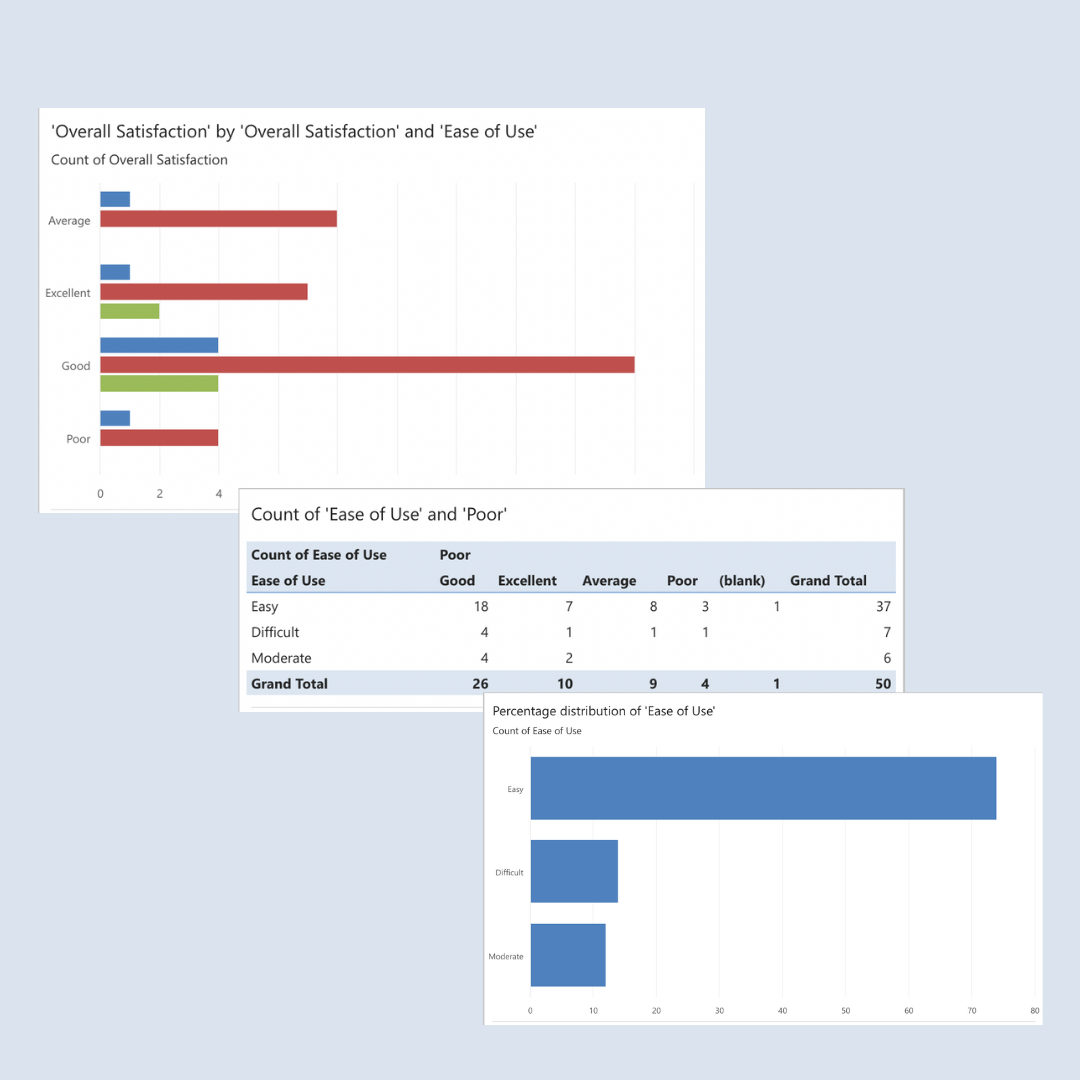 'Overall Satisfaction' by 'Overall Satisfaction' and 'Ease of Use'
Count of Overall Satisfaction
Average
Excellent
Good
Poor
0 2 4
Count of 'Ease of Use' and 'Poor'
Count of Ease of Use Poor
Ease of Use Good Excellent Average Poor (blank) Grand Total
Easy 18 7 8 3 1 37
Difficult 4 1 1 1 7
Moderate 4 2 6
Grand Total 26 10 9 4 1 50
Percentage distribution of 'Ease of Use'
Count of Ease of Use
Easy
Difficult
Moderate
0 10 20 30 40 50 60 70 80